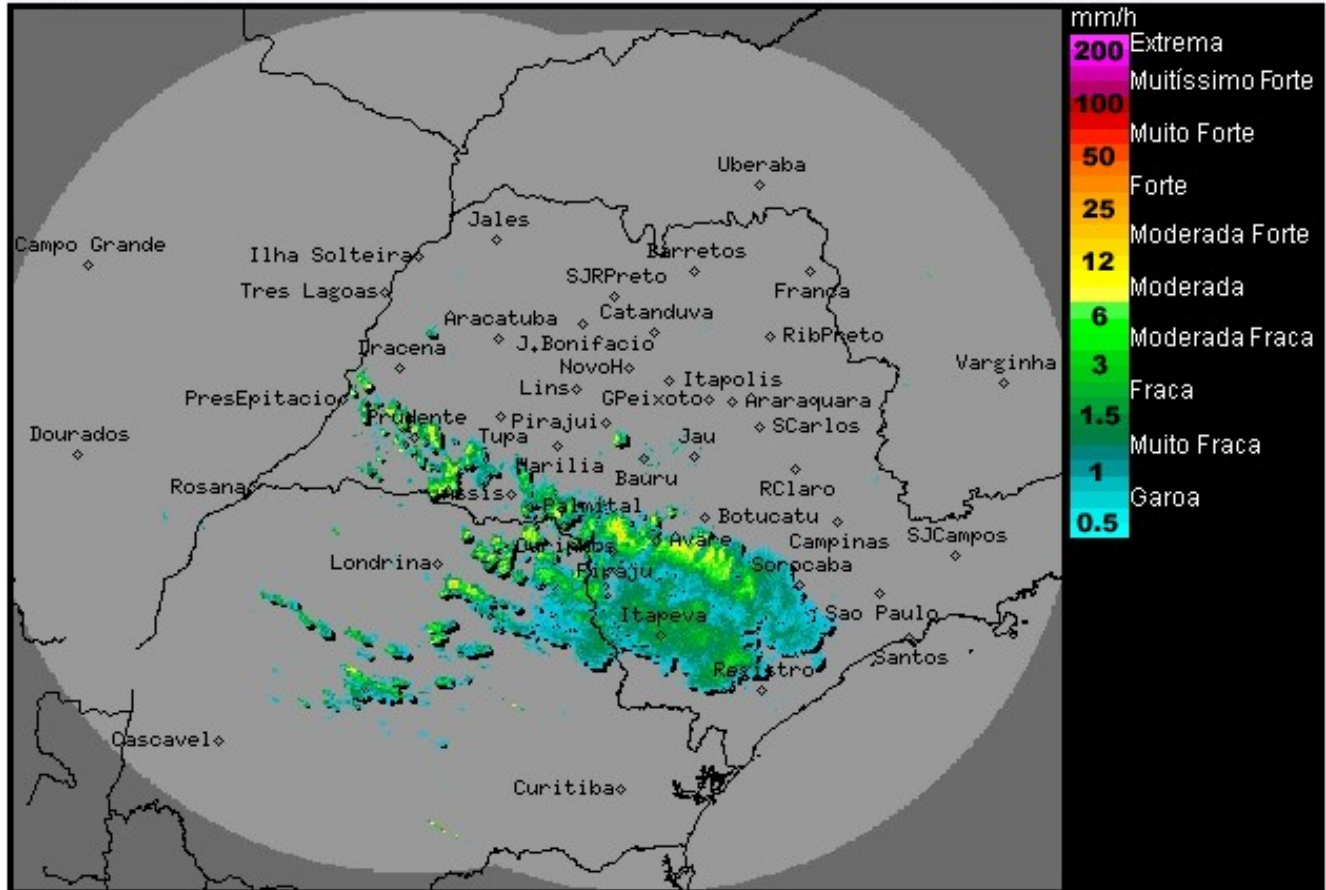 mm/h
200 Extrema
Muitíssimo Forte
100
Muito Forte
50
Forte
25
Moderada Forte
12
Moderada
6
Moderada Fraca
3
Fraca
1.5
Muito Fraca
1
Garoa
0.5
Uberaba
Jales
Campo Grande
Ilha Solteira
Barretos
SJRPreto
Tres Lagoas
Franca
Aracatuba
Catanduva
J.Bonifacio
RibPreto
Dracena
NovoH
Varginha
Lins
Itapolis
PresEpitacio
GPeixoto
Araraquara
Prudente
Pirajui
SCarlos
Dourados
Tupa
Jau
Marilia
Bauru
Rosana
Assis
RClaro
Palmital
Botucatu
Ourinhos
Avare
Campinas
SJCampos
Londrina
Piraju
Sorocaba
Itapeva
Sao Paulo
Santos
Registro
Cascavel
Curitiba